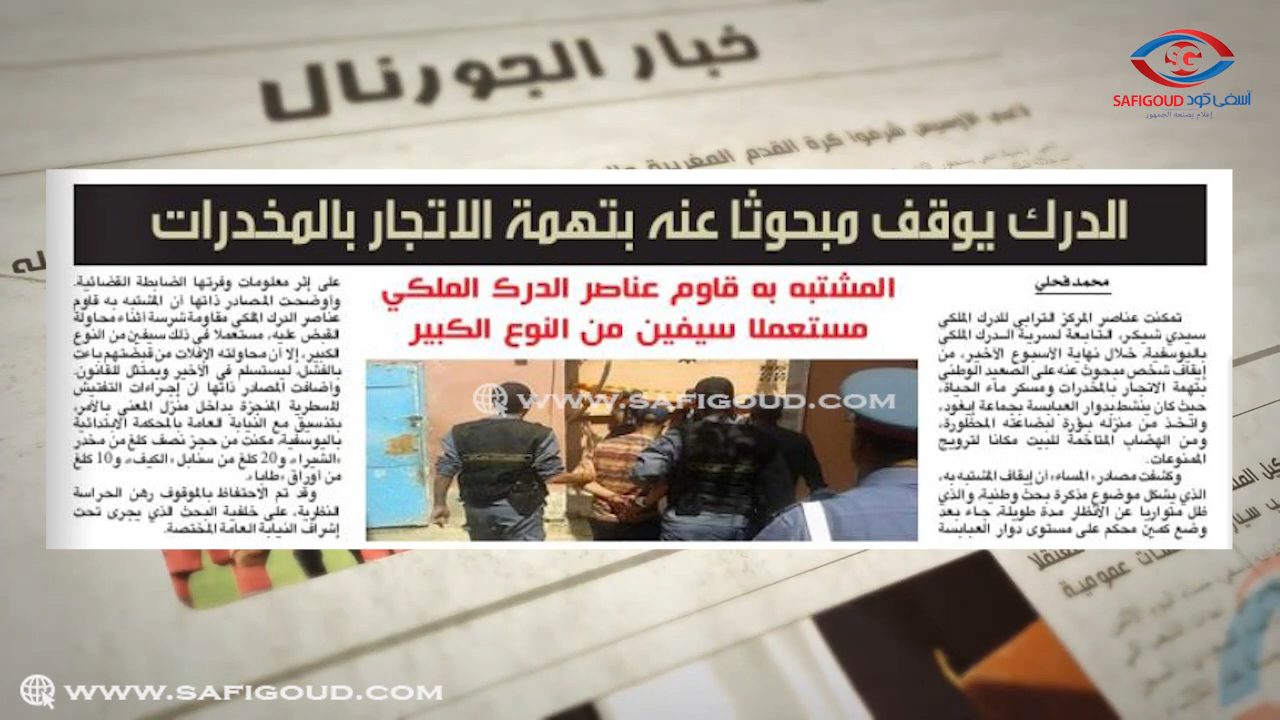 خبار الجورنال
SG
SAFIGOUD آسفي كود
إعلام يصنعه الجمهور
شرفوا كرة القدم المغربية
الدرك يوقف مبحوثا عنه بتهمة الاتجار بالمخدرات
المشتبه به قاوم عناصر الدرك الملكي
مستعملا سيفين من النوع الكبير
محمد فحلي
تمكنت عناصر المركز الترابي للدرك الملكي
سيدي شيكر، التابعة لسرية الدرك الملكي
باليوسفية، خلال نهاية الأسبوع الأخير، من
إيقاف شخص مبحوث عنه على الصعيد الوطني
بتهمة الاتجار بالمخدرات ومسكر ماء الحياة،
حيث كان ينشط بدوار العبابسة بجماعة إيغود،
واتخذ من منزله بؤرة لبضاعته المحظورة،
ومن الهضاب المتاخمة للبيت مكانا لترويج
الممنوعات.
وكشفت مصادر «المساء» أن إيقاف المشتبه به،
الذي يشكل موضوع مذكرة بحث وطنية، والذي
ظل متواريا عن الأنظار مدة طويلة، جاء بعد
وضع كمين محكم على مستوى دوار العبابسة
على إثر معلومات وفرتها الضابطة القضائية.
وأوضحت المصادر ذاتها أن المشتبه به قاوم
عناصر الدرك الملكي مقاومة شرسة أثناء محاولة
القبض عليه، مستعملا في ذلك سيفين من النوع
الكبير، إلا أن محاولته الإفلات من قبضتهم باءت
بالفشل، ليستسلم في الأخير ويمتثل للقانون.
وأضافت المصادر ذاتها أن إجراءات التفتيش
المسطرية المنجزة بداخل منزل المعني بالأمر،
بتنسيق مع النيابة العامة بالمحكمة الابتدائية
باليوسفية، مكنت من حجز نصف كلغ من مخدر
«الشيرا» و20 كلغ من سنابل «الكيف»، و10 كلغ
من أوراق «طابا».
وقد تم الاحتفاظ بالموقوف رهن الحراسة
النظرية، على خلفية البحث الذي يجرى تحت
إشراف النيابة العامة المختصة.
WWW.SAFIGOUD.COM
عمومية
WWW.SAFIGOUD.COM